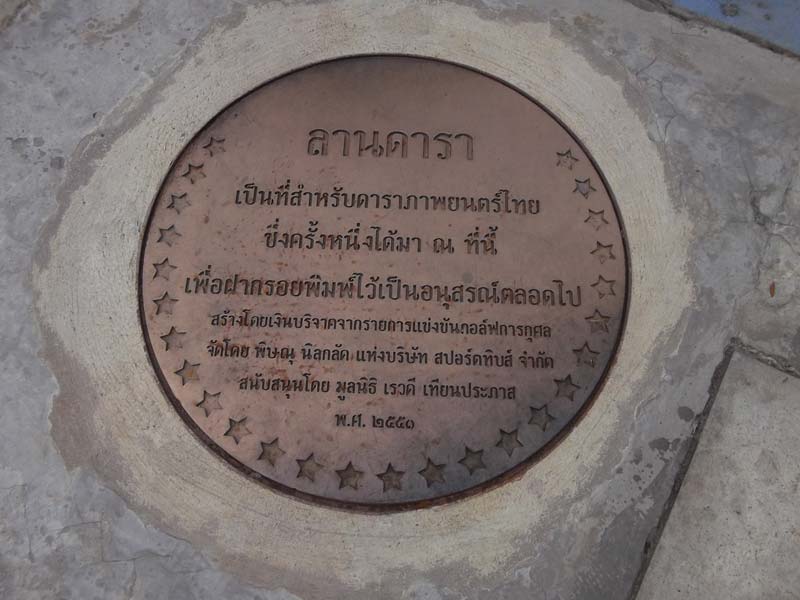 ลานดารา
เป็นที่สำหรับดาราภาพยนตร์ไทย
ซึ่งครั้งหนึ่งได้มา ณ ที่นี้
เพื่อฝากรอยพิมพ์ไว้เป็นอนุสรณ์ตลอดไป
สร้างโดยเงินบริจาคจากรายการแข่งขันกอล์ฟการกุศล
จัดโดย พิษณุ นิลกลัด แห่งบริษัท สปอร์ตทิบส์ จำกัด
สนับสนุนโดย มูลนิธิ เรวดี เทียนประภาส
พ.ศ. ๒๕๕๑